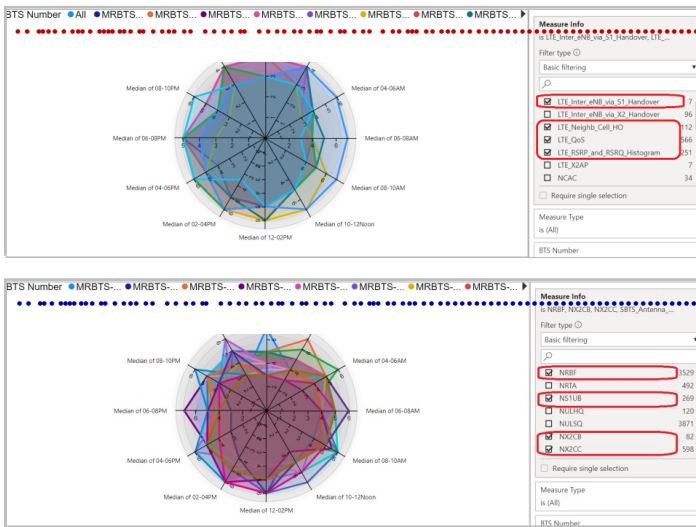 BTS Number All MRBTS... MRBTS... MRBTS... MRBTS... MRBTS... MRBTS... MRBTS... MRBTS...
Median of 08-10PM
Median of 04-06AM
Median of 06-08PM
Median of 06-08AM
Median of 04-06PM
Median of 08-10AM
Median of 02-04PM
Median of 10-12Noon
Median of 12-02PM
Measure Info
is LTE_Inter_eNB_via_S1_Handover, LTE_...
Filter type
Basic filtering
LTE_Inter_eNB_via_S1_Handover 7
LTE_Inter_eNB_via_X2_Handover 96
LTE_Neighb_Cell_HO 112
LTE_QoS 566
LTE_RSRP_and_RSRQ_Histogram 251
LTE_X2AP 7
NCAC 34
Require single selection
Measure Type
is (All)
BTS Number
BTS Number MRBTS-... MRBTS-... MRBTS-... MRBTS-... MRBTS-... MRBTS-... MRBTS-... MRBTS-...
Median of 08-10PM
Median of 04-06AM
Median of 06-08PM
Median of 06-08AM
Median of 04-06PM
Median of 08-10AM
Median of 02-04PM
Median of 10-12Noon
Median of 12-02PM
Measure Info
is NRBF, NX2CB, NX2CC, SBTS_Antenna_...
Filter type
Basic filtering
NRBF 3529
NRTA 492
NS1UB 269
NULHQ 120
NULSQ 3871
NX2CB 82
NX2CC 598
Require single selection
Measure Type
is (All)
BTS Number